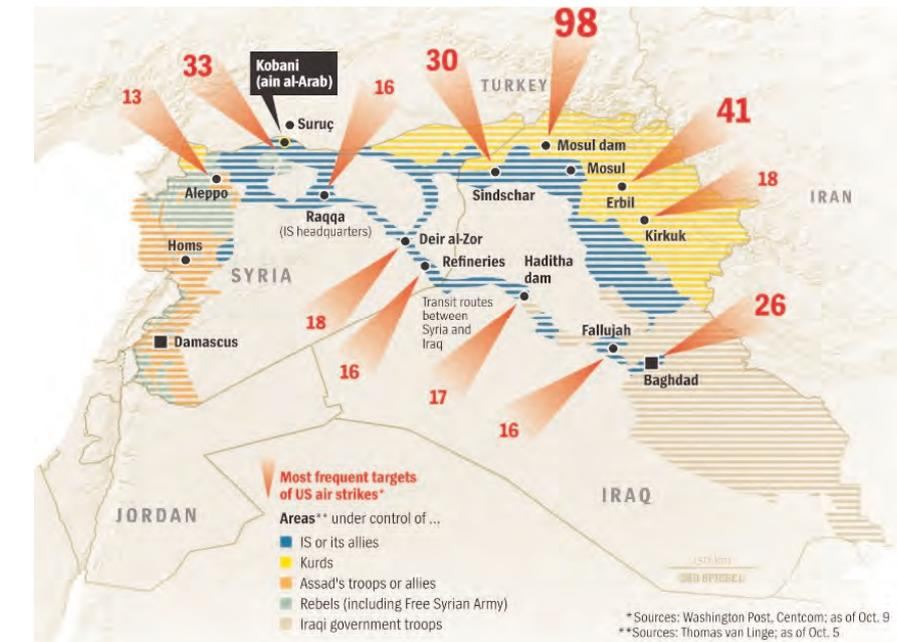 98
33
Kobani
(ain al-Arab)
30
TURKEY
13
16
41
Suruç
Mosul dam
Mosul
18
Aleppo
Sindschar
Erbil
IRAN
Raqqa
(IS headquarters)
Kirkuk
Homs
Deir al-Zor
Refineries
Haditha
dam
SYRIA
Transit routes
between
Syria and
Iraq
18
26
Fallujah
Damascus
16
17
Baghdad
16
Most frequent targets
of US air strikes*
IRAQ
JORDAN
Areas** under control of ...
IS or its allies
Kurds
Assad's troops or allies
Rebels (including Free Syrian Army)
Iraqi government troops
DER SPIEGEL
*Sources: Washington Post, Centcom; as of Oct. 9
**Sources: Thomas van Linge; as of Oct. 5